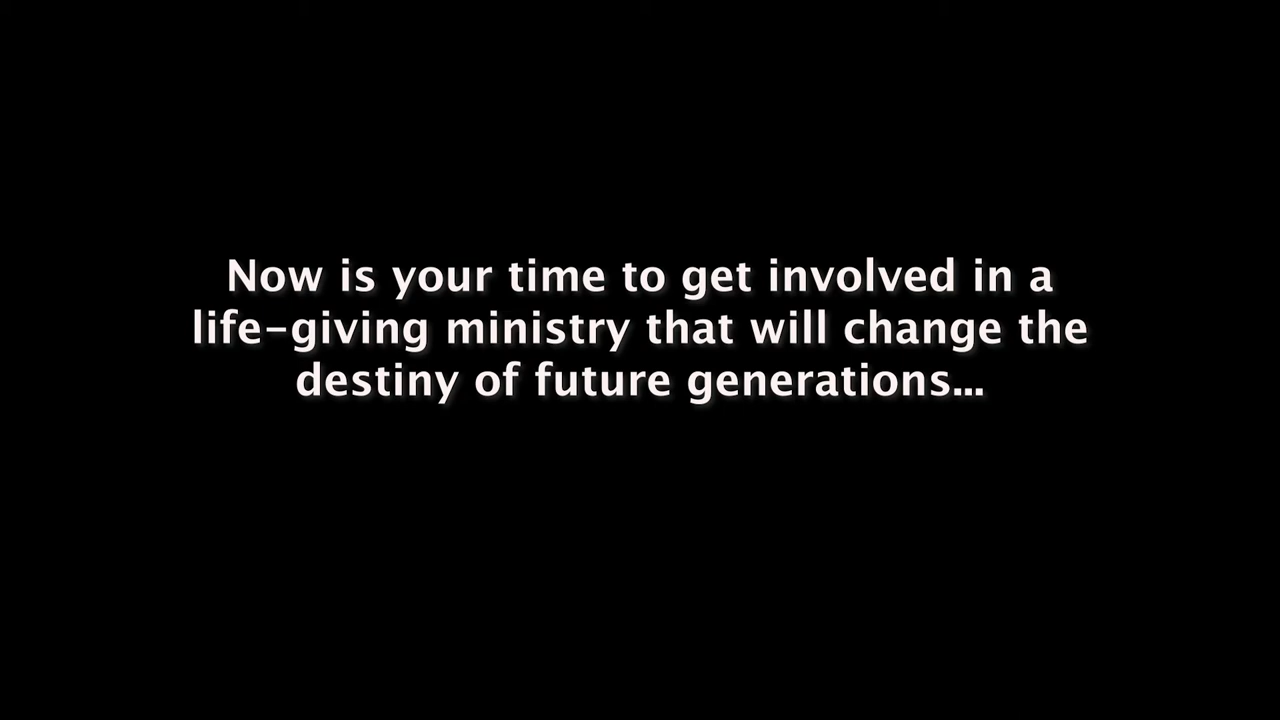 Now is your time to get involved in a
life-giving ministry that will change the
destiny of future generations...